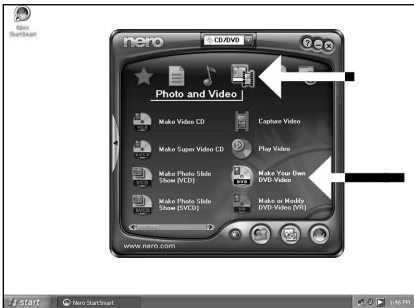 Nero
StartSmart
nero
CD/DVD
Photo and Video
Make Video CD
Capture Video
Make Super Video CD
Play Video
Make Photo Slide
Show (VCD)
Make Your Own
DVD-Video
Make Photo Slide
Show (SVCD)
Make or Modify
DVD-Video (VR)
www.nero.com
start
Nero StartSmart
1:46 PM